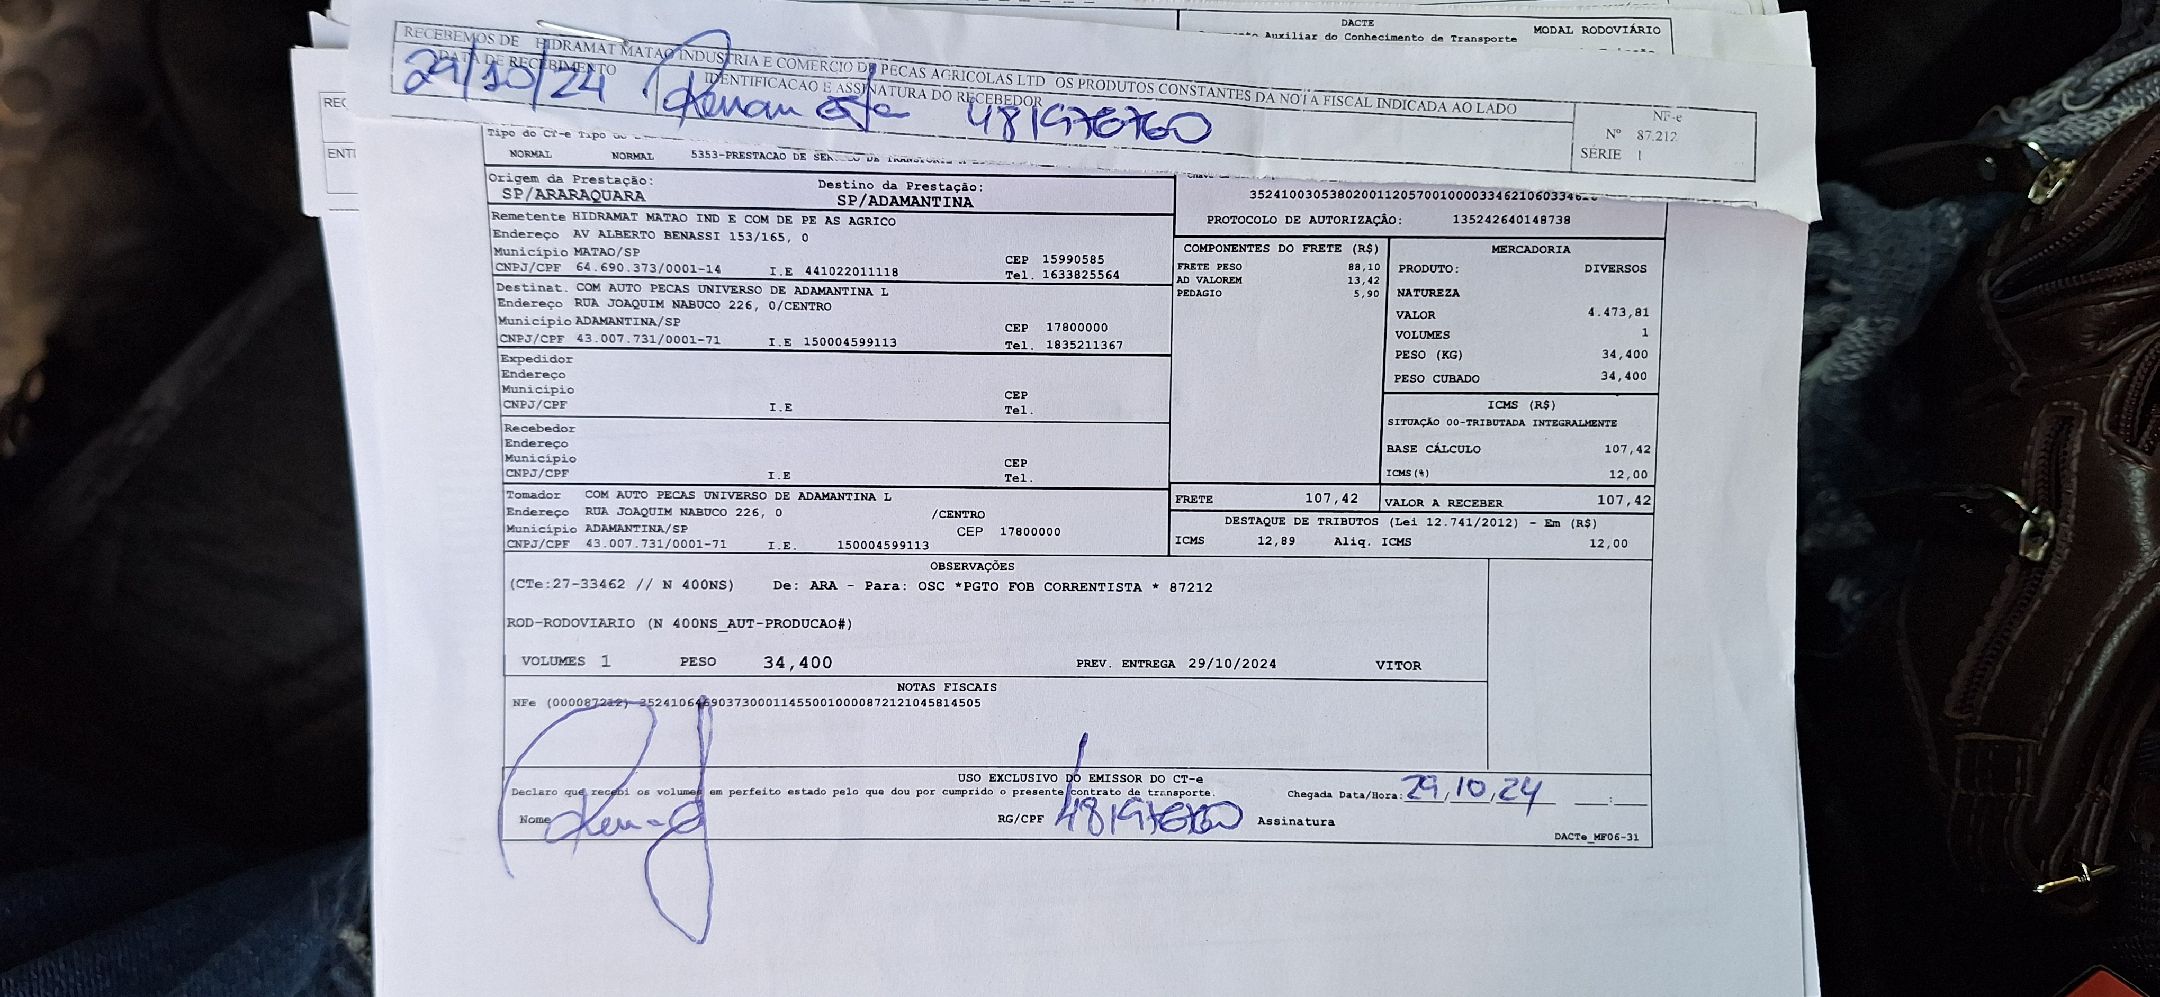 DACTE
Auxiliar do Conhecimento de Transporte
MODAL RODOVIÁRIO
RECEBEMOS DE HIDRAMAT MATAO INDUSTRIA E COMERCIO DE PECAS AGRICOLAS LTD OS PRODUTOS CONSTANTES DA NOTA FISCAL INDICADA AO LADO
DATA DE RECEBIMENTO
IDENTIFICACAO E ASSINATURA DO RECEBEDOR
29/10/24 Renan
NF-e
Nº 87.212
SÉRIE 1
REC
ENTI
Tipo do CT-e Tipo do
NORMAL NORMAL 5353-PRESTACAO DE
Origem da Prestação:
SP/ARARAQUARA
Destino da Prestação:
SP/ADAMANTINA
PROTOCOLO DE AUTORIZAÇÃO: 135242640148738
Remetente HIDRAMAT MATAO IND E COM DE PE AS AGRICO
Endereço AV ALBERTO BENASSI 153/165, 0
Município MATAO/SP CEP 15990585
CNPJ/CPF 64.690.373/0001-14 I.E 441022011118 Tel. 1633825564
Destinat. COM AUTO PECAS UNIVERSO DE ADAMANTINA L
Endereço RUA JOAQUIM NABUCO 226, 0/CENTRO
Município ADAMANTINA/SP CEP 17800000
CNPJ/CPF 43.007.731/0001-71 I.E 150004599113 Tel. 1835211367
Expedidor
Endereço
Município CEP
CNPJ/CPF I.E Tel.
Recebedor
Endereço
Município CEP
CNPJ/CPF I.E Tel.
Tomador COM AUTO PECAS UNIVERSO DE ADAMANTINA L
Endereço RUA JOAQUIM NABUCO 226, 0 /CENTRO
Município ADAMANTINA/SP CEP 17800000
CNPJ/CPF 43.007.731/0001-71 I.E. 150004599113
COMPONENTES DO FRETE (R$)
FRETE PESO 88,10
AD VALOREM 13,42
PEDAGIO 5,90
MERCADORIA
PRODUTO: DIVERSOS
NATUREZA
VALOR 4.473,81
VOLUMES 1
PESO (KG) 34,400
PESO CUBADO 34,400
ICMS (R$)
SITUAÇÃO 00-TRIBUTADA INTEGRALMENTE
BASE CÁLCULO 107,42
ICMS(%) 12,00
FRETE 107,42
VALOR A RECEBER 107,42
DESTAQUE DE TRIBUTOS (Lei 12.741/2012) - Em (R$)
ICMS 12,89 Aliq. ICMS 12,00
OBSERVAÇÕES
(CTe:27-33462 // N 400NS) De: ARA - Para: OSC *PGTO FOB CORRENTISTA * 87212
ROD-RODOVIARIO (N 400NS_AUT-PRODUCAO#)
VOLUMES 1 PESO 34,400 PREV. ENTREGA 29/10/2024 VITOR
NOTAS FISCAIS
NFe (000087212) 35241064690373000114550010000872121045814505
USO EXCLUSIVO DO EMISSOR DO CT-e
Declaro que recebi os volumes em perfeito estado pelo que dou por cumprido o presente contrato de transporte.
Chegada Data/Hora: 29,10,24 __:__
Nome RG/CPF Assinatura
DACTe_MF06-31